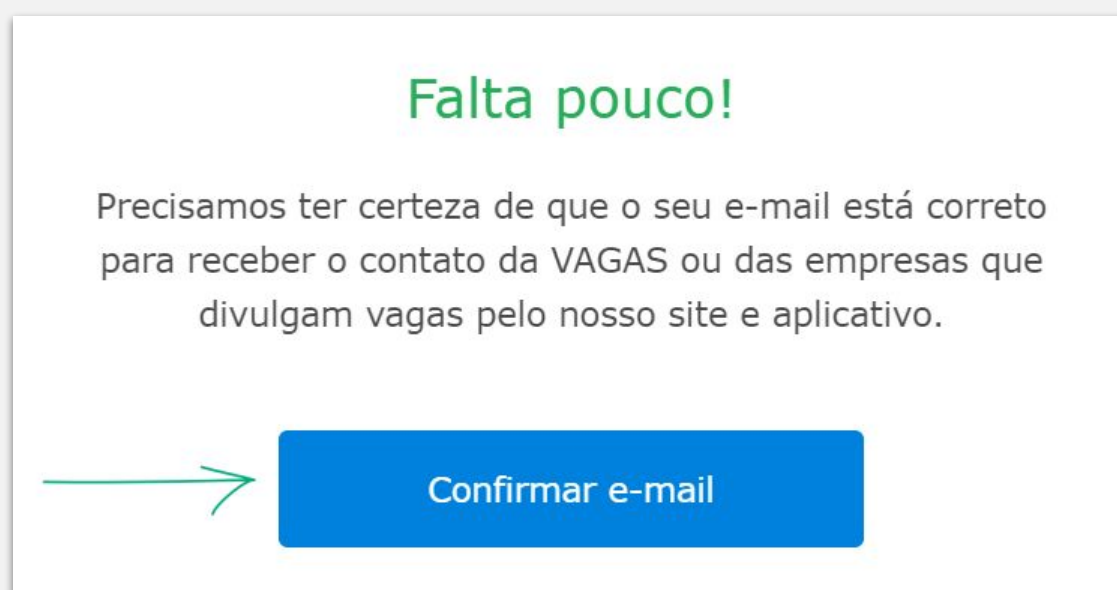 Falta pouco!
Precisamos ter certeza de que o seu e-mail está correto
para receber o contato da VAGAS ou das empresas que
divulgam vagas pelo nosso site e aplicativo.
Confirmar e-mail